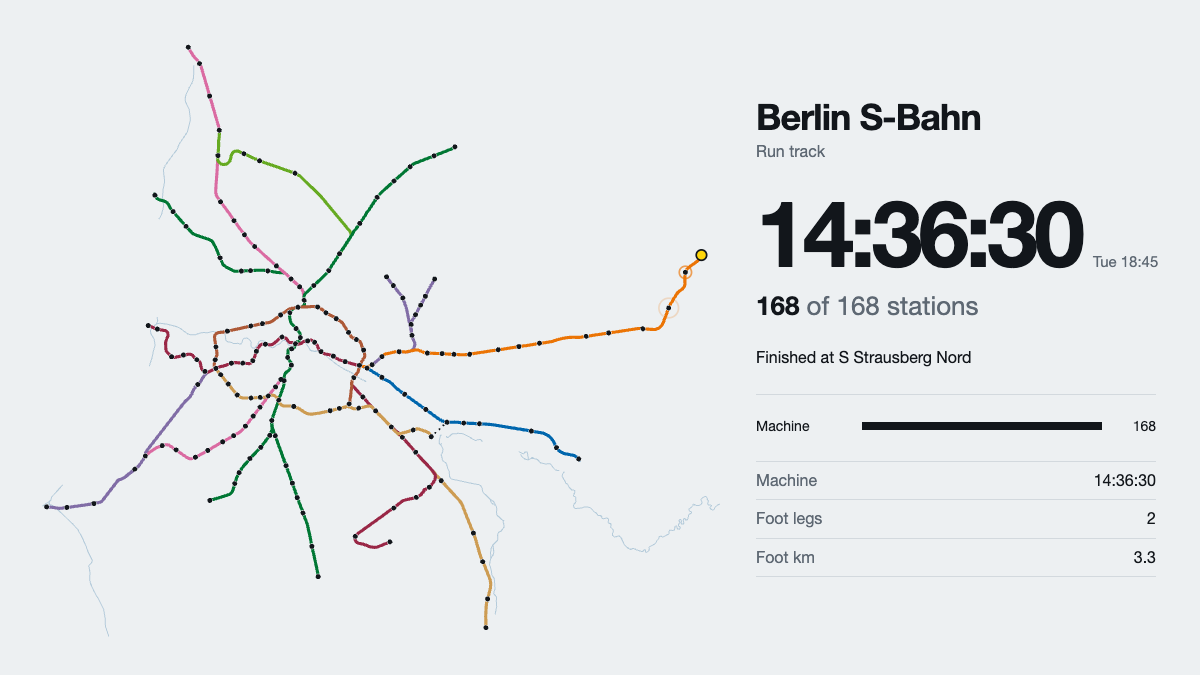 Berlin S-Bahn
Run track
14:36:30 Tue 18:45
168 of 168 stations
Finished at S Strausberg Nord
Machine 168
Machine 14:36:30
Foot legs 2
Foot km 3.3